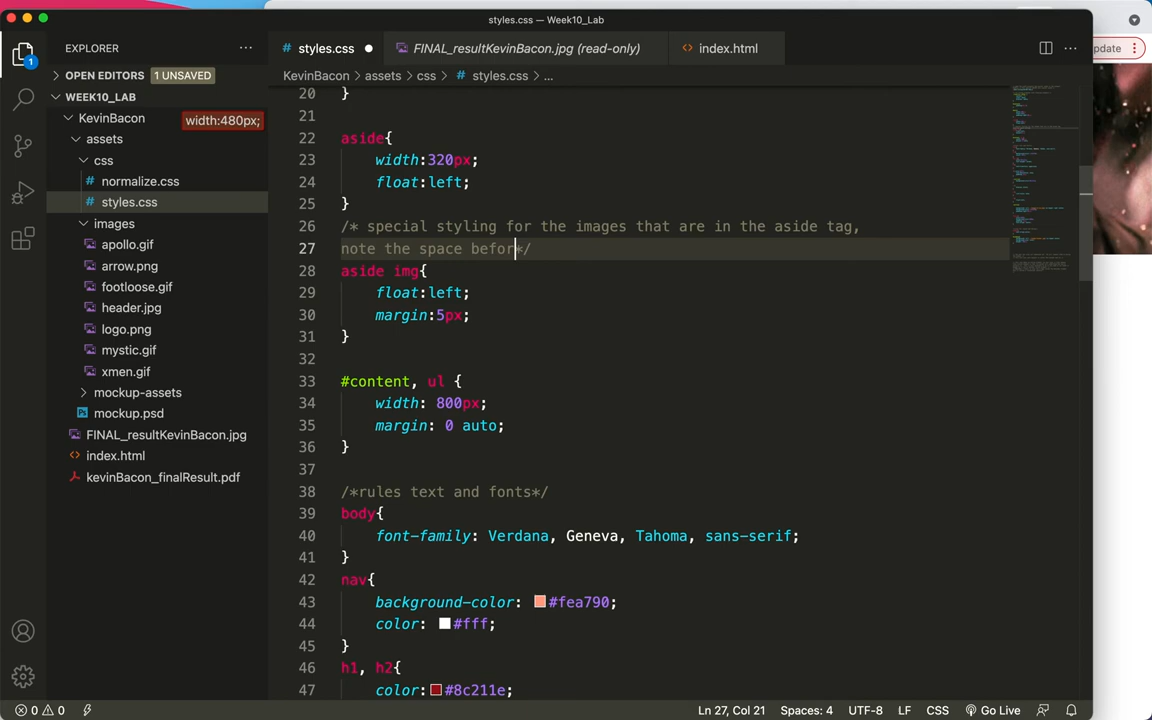 styles.css — Week10_Lab
pdate
EXPLORER
styles.css
FINAL_resultKevinBacon.jpg (read-only)
index.html
OPEN EDITORS 1 UNSAVED
KevinBacon > assets > css > # styles.css > ...
WEEK10_LAB
KevinBacon
width:480px;
assets
css
# normalize.css
# styles.css
images
apollo.gif
arrow.png
footloose.gif
header.jpg
logo.png
mystic.gif
xmen.gif
mockup-assets
mockup.psd
FINAL_resultKevinBacon.jpg
index.html
kevinBacon_finalResult.pdf
1
20 }
21
22 aside{
23 width:320px;
24 float:left;
25 }
26 /* special styling for the images that are in the aside tag,
27 note the space befor*/
28 aside img{
29 float:left;
30 margin:5px;
31 }
32
33 #content, ul {
34 width: 800px;
35 margin: 0 auto;
36 }
37
38 /*rules text and fonts*/
39 body{
40 font-family: Verdana, Geneva, Tahoma, sans-serif;
41 }
42 nav{
43 background-color: #fea790;
44 color: #fff;
45 }
46 h1, h2{
47 color: #8c211e;
0 0 Ln 27, Col 21 Spaces: 4 UTF-8 LF CSS Go Live